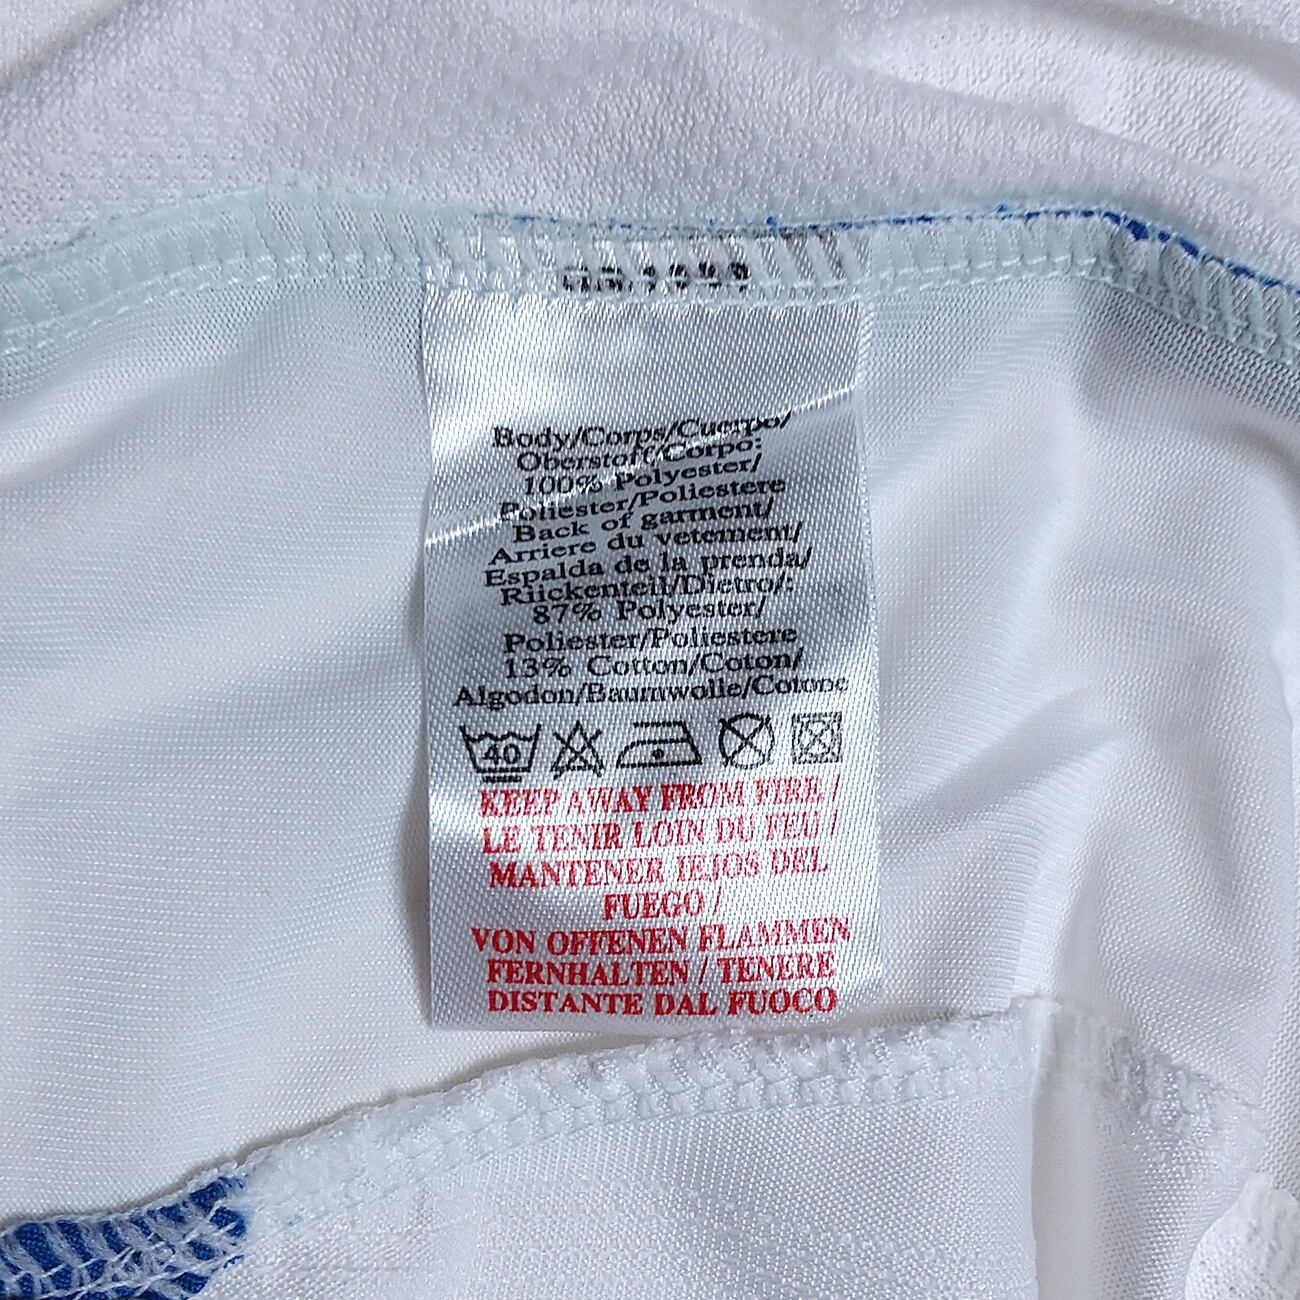 Body/Corps/Cuerpo/
Oberstoff/Corpo:
100% Polyester/
Poliester/Poliestere
Back of garment/
Arriere du vetement/
Espalda de la prenda/
Riickenteil/Dietro/:
87% Polyester/
Poliester/Poliestere
13% Cotton/Coton/
Algodon/Baumwolle/Cotone
40
KEEP AWAY FROM FIRE /
LE TENIR LOIN DU FEU /
MANTENER LEJOS DEL
FUEGO /
VON OFFENEN FLAMMEN
FERNHALTEN / TENERE
DISTANTE DAL FUOCO